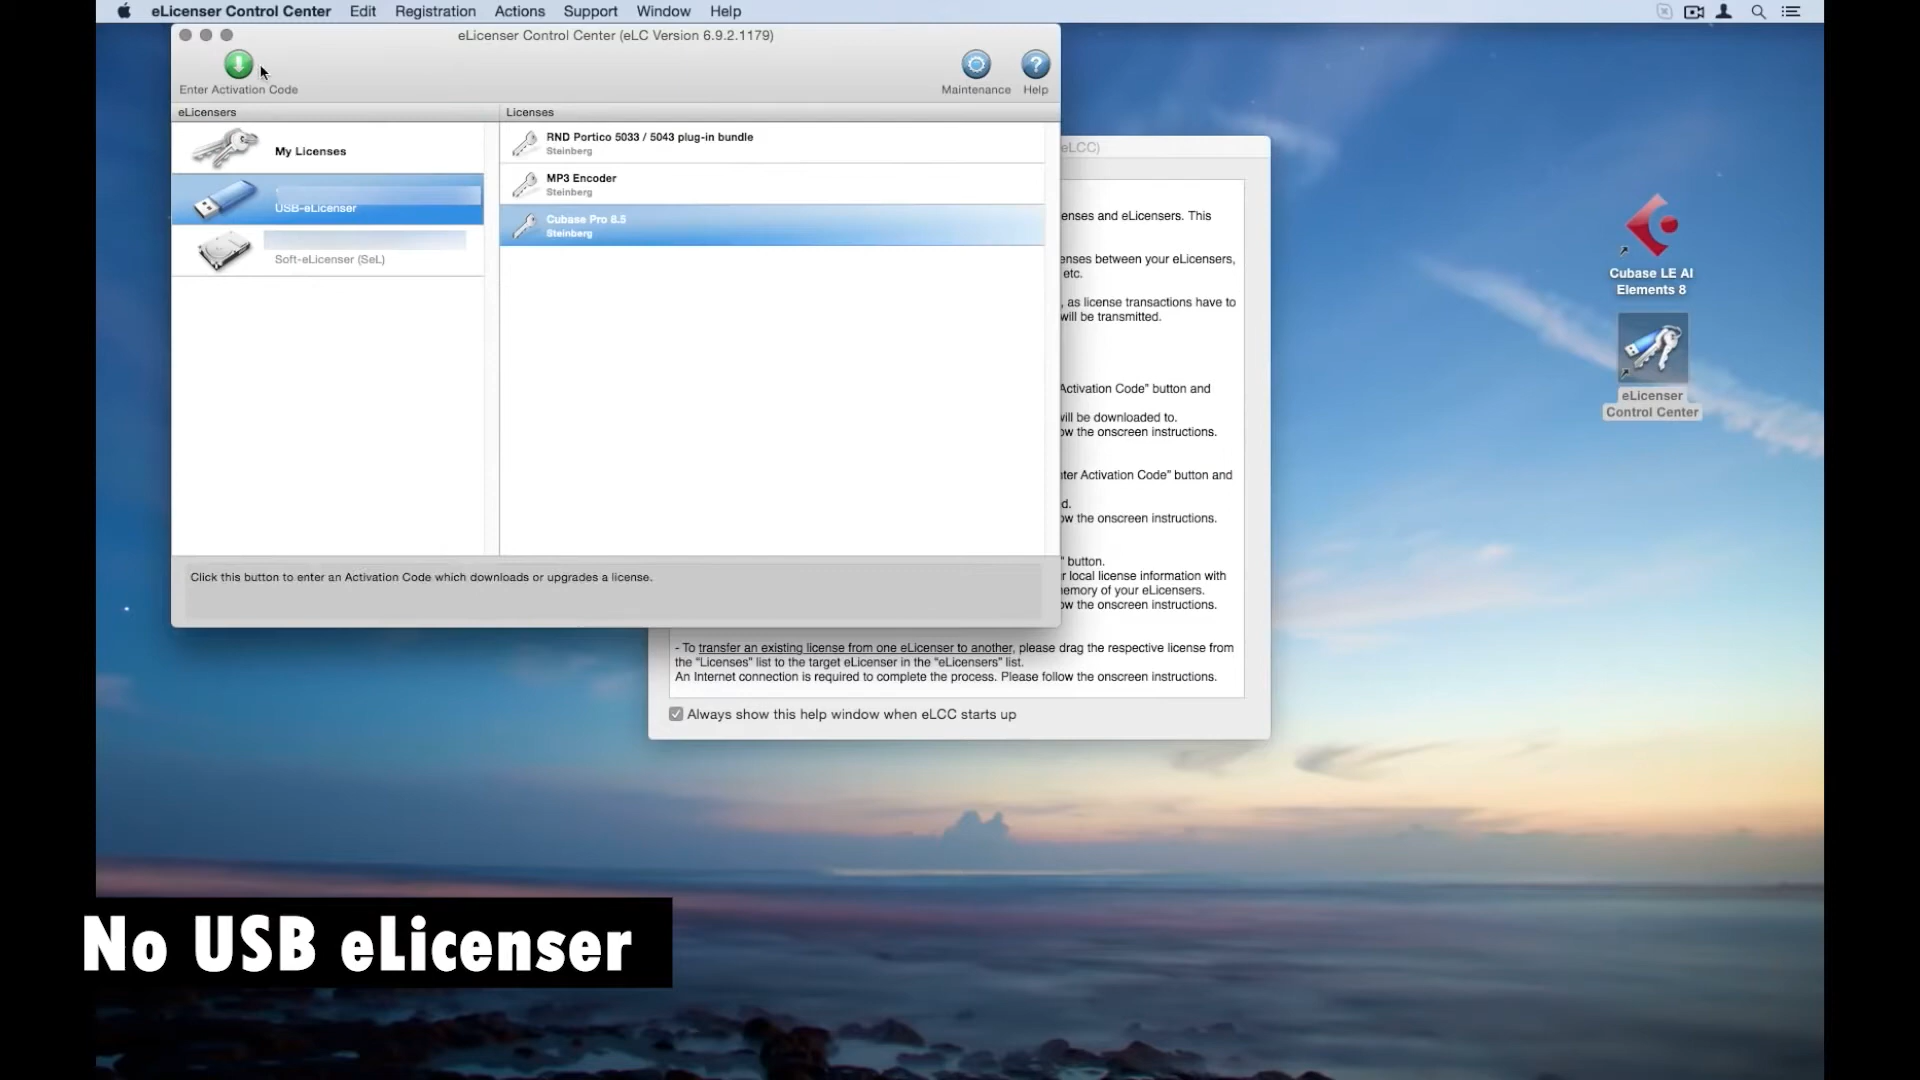 eLicenser Control Center Edit Registration Actions Support Window Help
eLicenser Control Center (eLC Version 6.9.2.1179)
Enter Activation Code
Maintenance
Help
eLicensers
Licenses
My Licenses
USB-eLicenser
Soft-eLicenser (SeL)
RND Portico 5033 / 5043 plug-in bundle
Steinberg
MP3 Encoder
Steinberg
Cubase Pro 8.5
Steinberg
Click this button to enter an Activation Code which downloads or upgrades a license.
eLCC)
enses and eLicensers. This
enses between your eLicensers,
etc.
, as license transactions have to
will be transmitted.
Activation Code” button and
will be downloaded to.
ow the onscreen instructions.
nter Activation Code” button and
d.
ow the onscreen instructions.
” button.
r local license information with
nemory of your eLicensers.
ow the onscreen instructions.
- To transfer an existing license from one eLicenser to another, please drag the respective license from
the “Licenses” list to the target eLicenser in the “eLicensers” list.
An Internet connection is required to complete the process. Please follow the onscreen instructions.
Always show this help window when eLCC starts up
Cubase LE AI
Elements 8
eLicenser
Control Center
No USB eLicenser